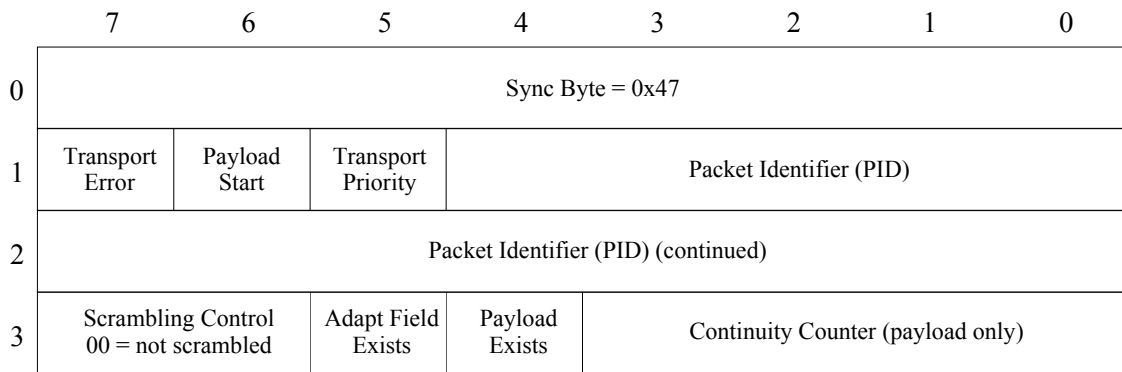 7 6 5 4 3 2 1 0
0 Sync Byte = 0x47
Transport Payload Transport
1 Packet Identifier (PID)
Error Start Priority
2 Packet Identifier (PID) (continued)
Scrambling Control Adapt Field Payload
3 Continuity Counter (payload only)
00 = not scrambled Exists Exists